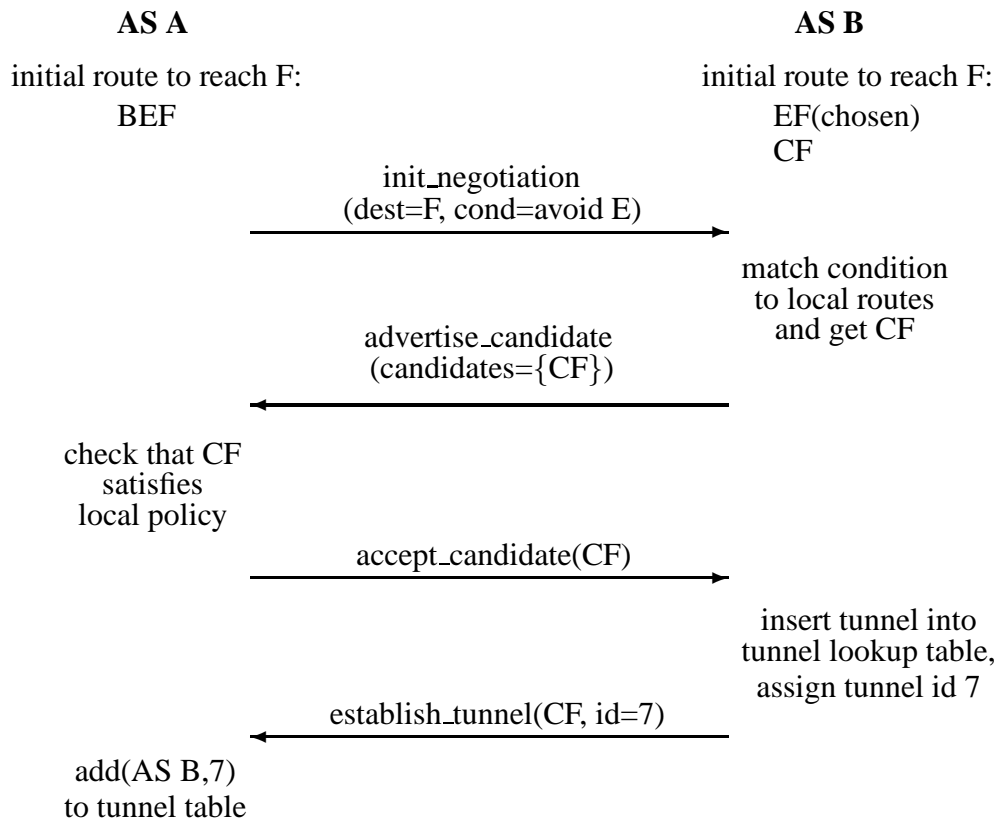 AS A
AS B
initial route to reach F:
BEF
initial route to reach F:
EF(chosen)
CF
init_negotiation
(dest=F, cond=avoid E)
match condition
to local routes
and get CF
advertise_candidate
(candidates={CF})
check that CF
satisfies
local policy
accept_candidate(CF)
insert tunnel into
tunnel lookup table,
assign tunnel id 7
establish_tunnel(CF, id=7)
add(AS B,7)
to tunnel table